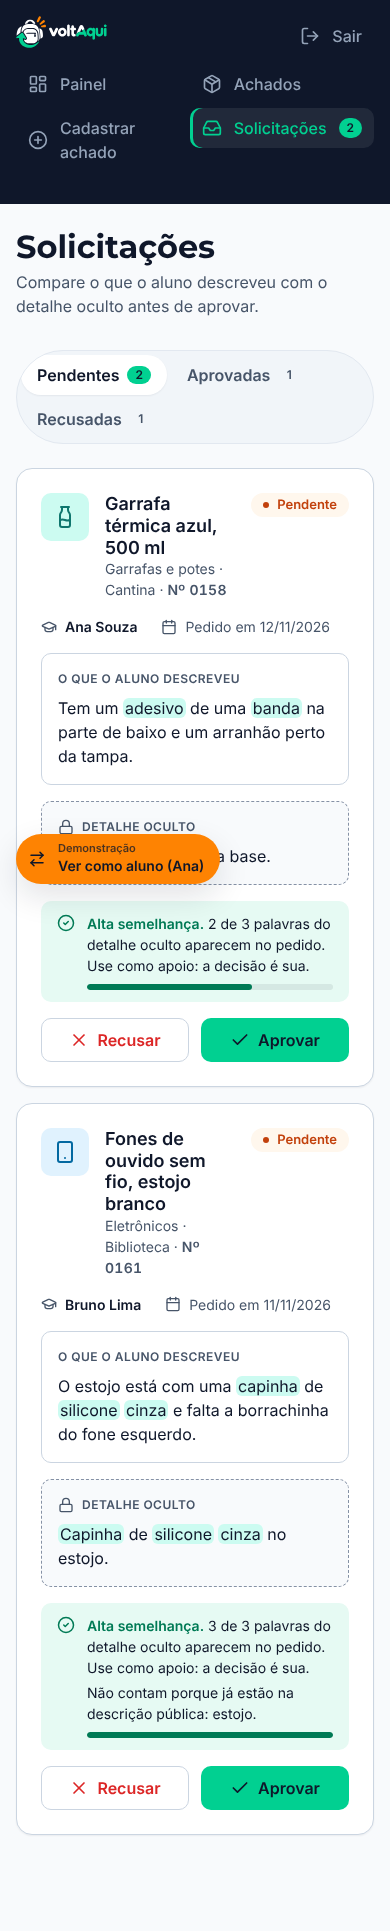 voltAqui
Sair
Painel
Achados
Cadastrar
achado
Solicitações 2
Solicitações
Compare o que o aluno descreveu com o
detalhe oculto antes de aprovar.
Pendentes 2
Aprovadas 1
Recusadas 1
Garrafa
térmica azul,
500 ml
Pendente
Garrafas e potes ·
Cantina · Nº 0158
Ana Souza
Pedido em 12/11/2026
O QUE O ALUNO DESCREVEU
Tem um adesivo de uma banda na
parte de baixo e um arranhão perto
da tampa.
DETALHE OCULTO
a base.
Demonstração
Ver como aluno (Ana)
Alta semelhança. 2 de 3 palavras do
detalhe oculto aparecem no pedido.
Use como apoio: a decisão é sua.
Recusar
Aprovar
Fones de
ouvido sem
fio, estojo
branco
Pendente
Eletrônicos ·
Biblioteca · Nº
0161
Bruno Lima
Pedido em 11/11/2026
O QUE O ALUNO DESCREVEU
O estojo está com uma capinha de
silicone cinza e falta a borrachinha
do fone esquerdo.
DETALHE OCULTO
Capinha de silicone cinza no
estojo.
Alta semelhança. 3 de 3 palavras do
detalhe oculto aparecem no pedido.
Use como apoio: a decisão é sua.
Não contam porque já estão na
descrição pública: estojo.
Recusar
Aprovar